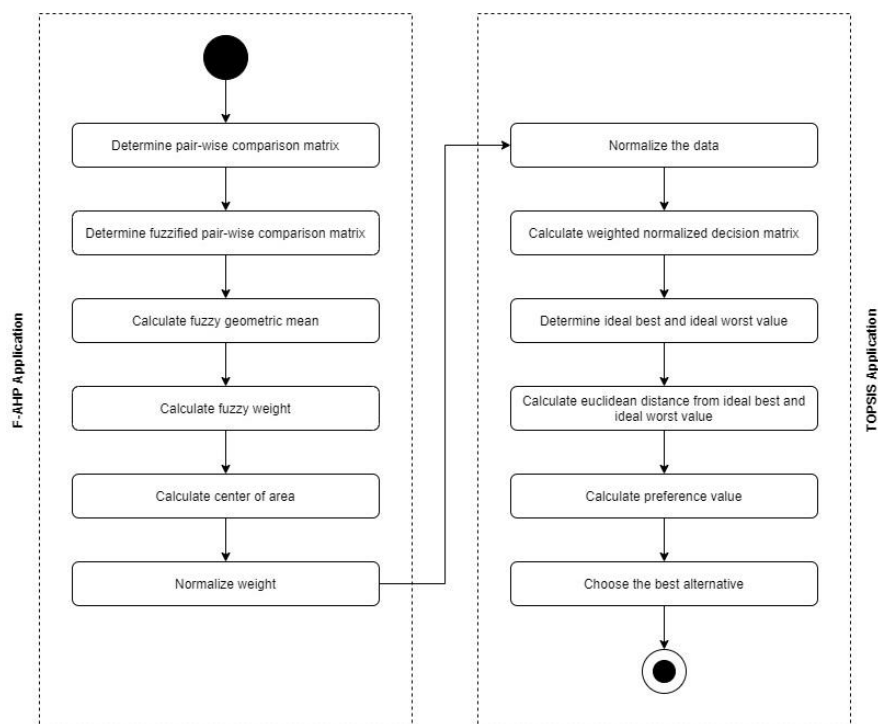 F-AHP Application
Determine pair-wise comparison matrix
Determine fuzzified pair-wise comparison matrix
Calculate fuzzy geometric mean
Calculate fuzzy weight
Calculate center of area
Normalize weight
TOPSIS Application
Normalize the data
Calculate weighted normalized decision matrix
Determine ideal best and ideal worst value
Calculate euclidean distance from ideal best and
ideal worst value
Calculate preference value
Choose the best alternative